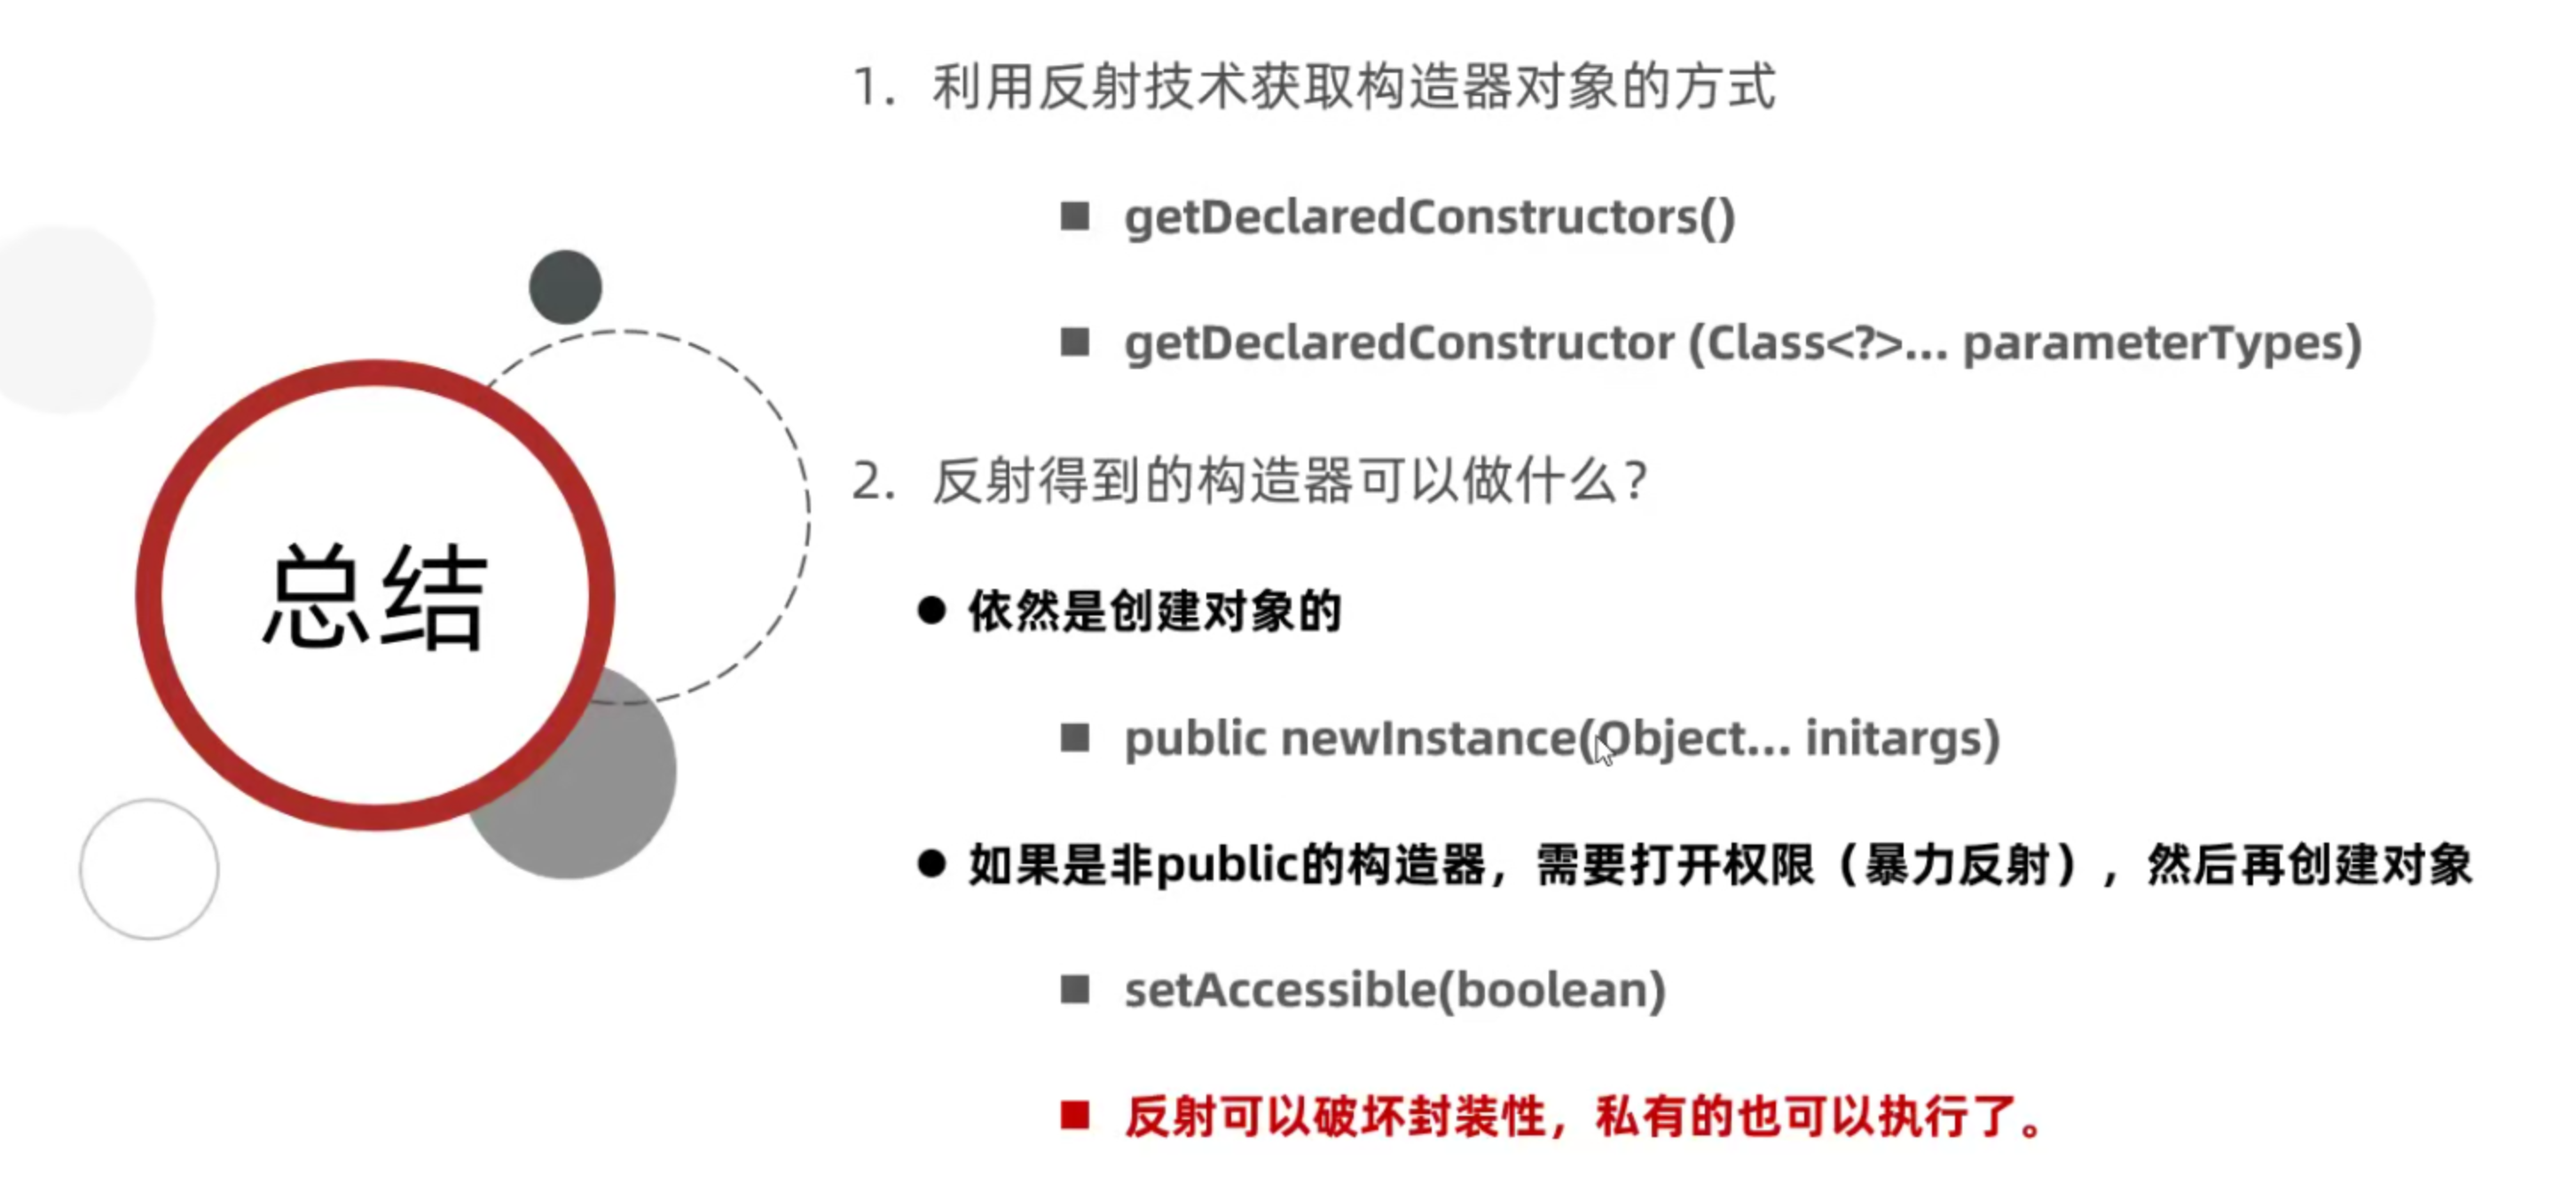 总结
1. 利用反射技术获取构造器对象的方式
■ getDeclaredConstructors()
■ getDeclaredConstructor (Class<?>... parameterTypes)
2. 反射得到的构造器可以做什么？
● 依然是创建对象的
■ public newInstance(Object... initargs)
● 如果是非public的构造器，需要打开权限（暴力反射），然后再创建对象
■ setAccessible(boolean)
■ 反射可以破坏封装性，私有的也可以执行了。